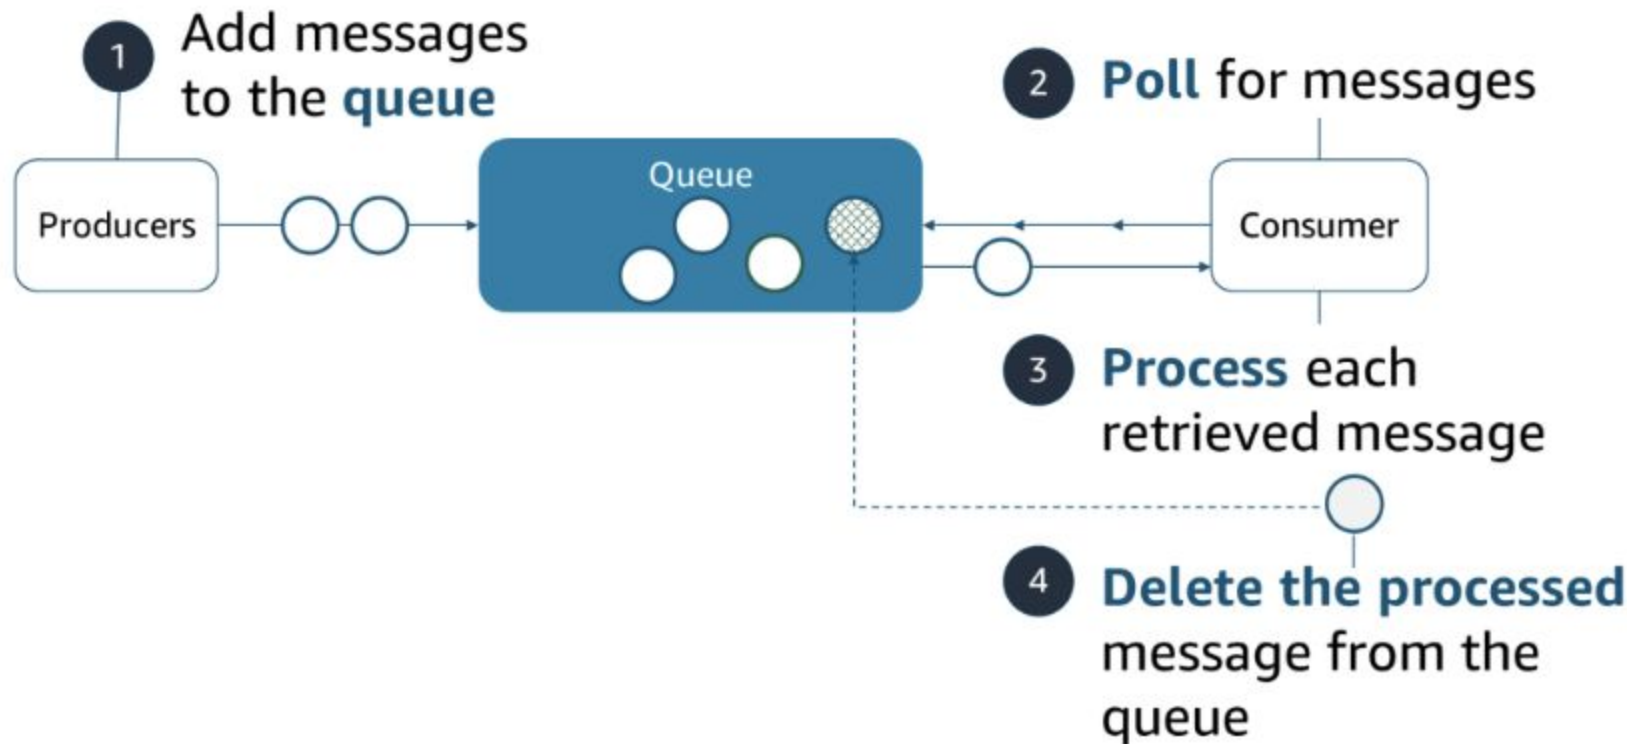 1
Add messages
to the queue
Producers
Queue
2
Poll for messages
Consumer
3
Process each
retrieved message
4
Delete the processed
message from the
queue